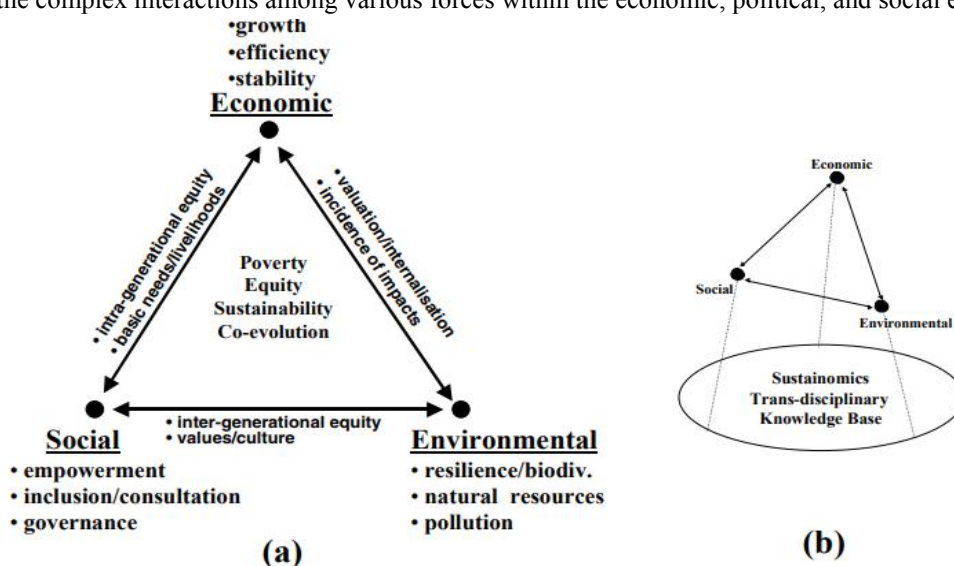 the complex interactions among various forces within the economic, political, and social e
•growth
•efficiency
•stability
Economic
• intra-generational equity
• basic needs/livelihoods
• valuation/internalisation
• incidence of impacts
Poverty
Equity
Sustainability
Co-evolution
• inter-generational equity
• values/culture
Social
• empowerment
• inclusion/consultation
• governance
Environmental
• resilience/biodiv.
• natural resources
• pollution
(a)
Economic
Social
Environmental
Sustainomics
Trans-disciplinary
Knowledge Base
(b)